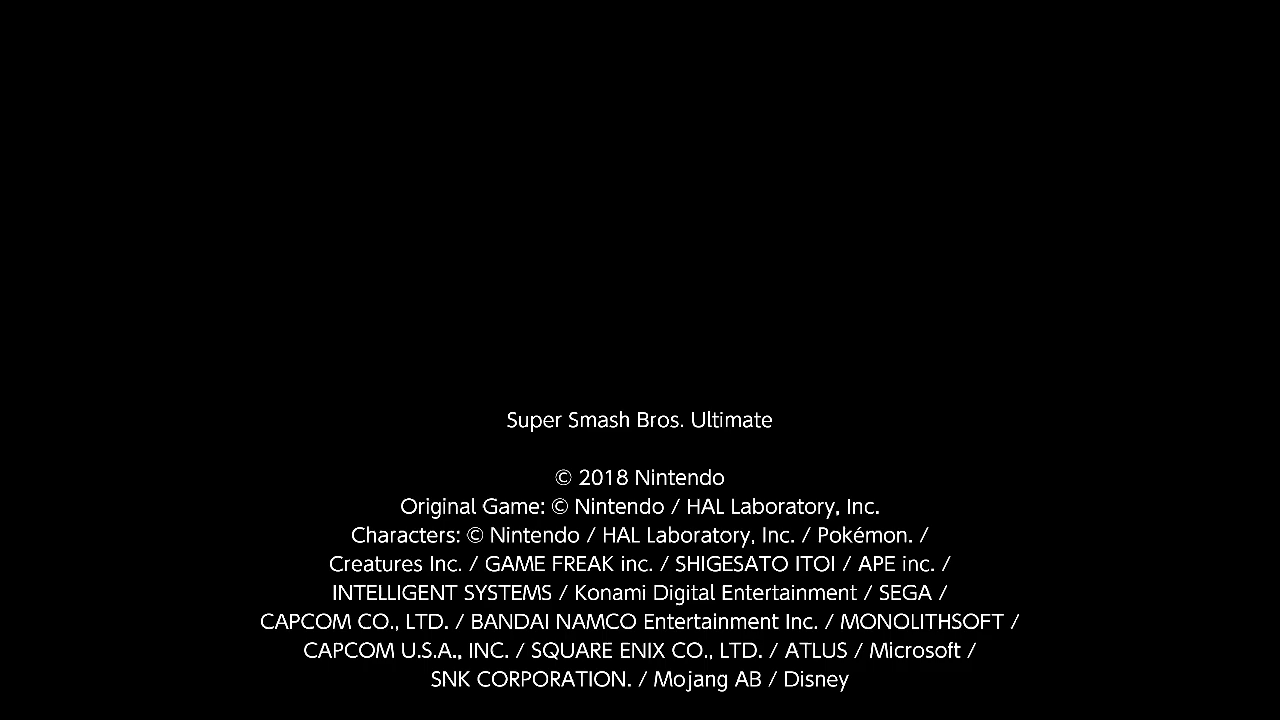 Super Smash Bros. Ultimate
© 2018 Nintendo
Original Game: © Nintendo / HAL Laboratory, Inc.
Characters: © Nintendo / HAL Laboratory, Inc. / Pokémon. /
Creatures Inc. / GAME FREAK inc. / SHIGESATO ITOI / APE inc. /
INTELLIGENT SYSTEMS / Konami Digital Entertainment / SEGA /
CAPCOM CO., LTD. / BANDAI NAMCO Entertainment Inc. / MONOLITHSOFT /
CAPCOM U.S.A., INC. / SQUARE ENIX CO., LTD. / ATLUS / Microsoft /
SNK CORPORATION. / Mojang AB / Disney